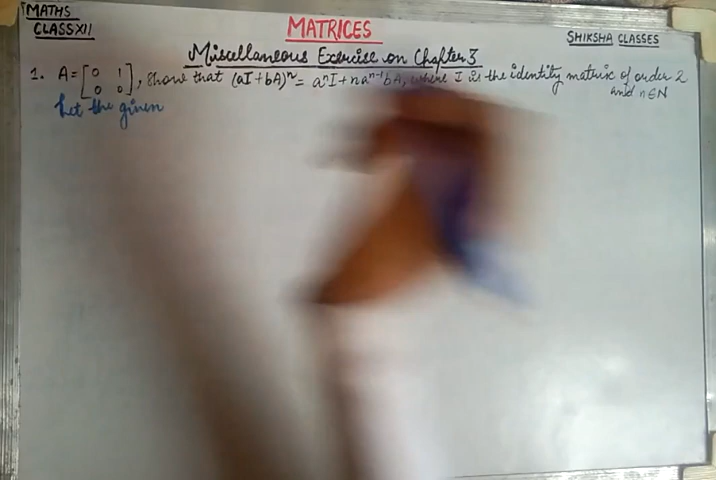 MATHS
CLASS XII
MATRICES
SHIKSHA CLASSES
Miscellaneous Exercise on Chapter 3
1. A = [0 1
0 0], Show that (aI + bA)ⁿ = aⁿI + naⁿ⁻¹bA, where I is the identity matrix of order 2
and n∈N
Let the given